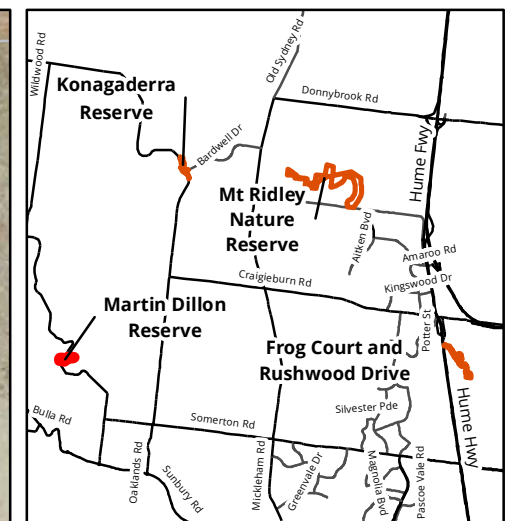 Old Sydney Rd
Wildwood Rd
Konagaderra
Reserve
Donnybrook Rd
Bardwell Dr
Hume Fwy
Mt Ridley
Nature
Reserve
Aitken Bvd
Amaroo Rd
Craigieburn Rd
Kingswood Dr
Martin Dillon
Reserve
Potter St
Frog Court and
Rushwood Drive
Silvester Pde
Hume Hwy
Bulla Rd
Somerton Rd
Oaklands Rd
Sunbury Rd
Mickleham Rd
Greenvale Dr
Magnolia Bvd
Pascoe Vale Rd